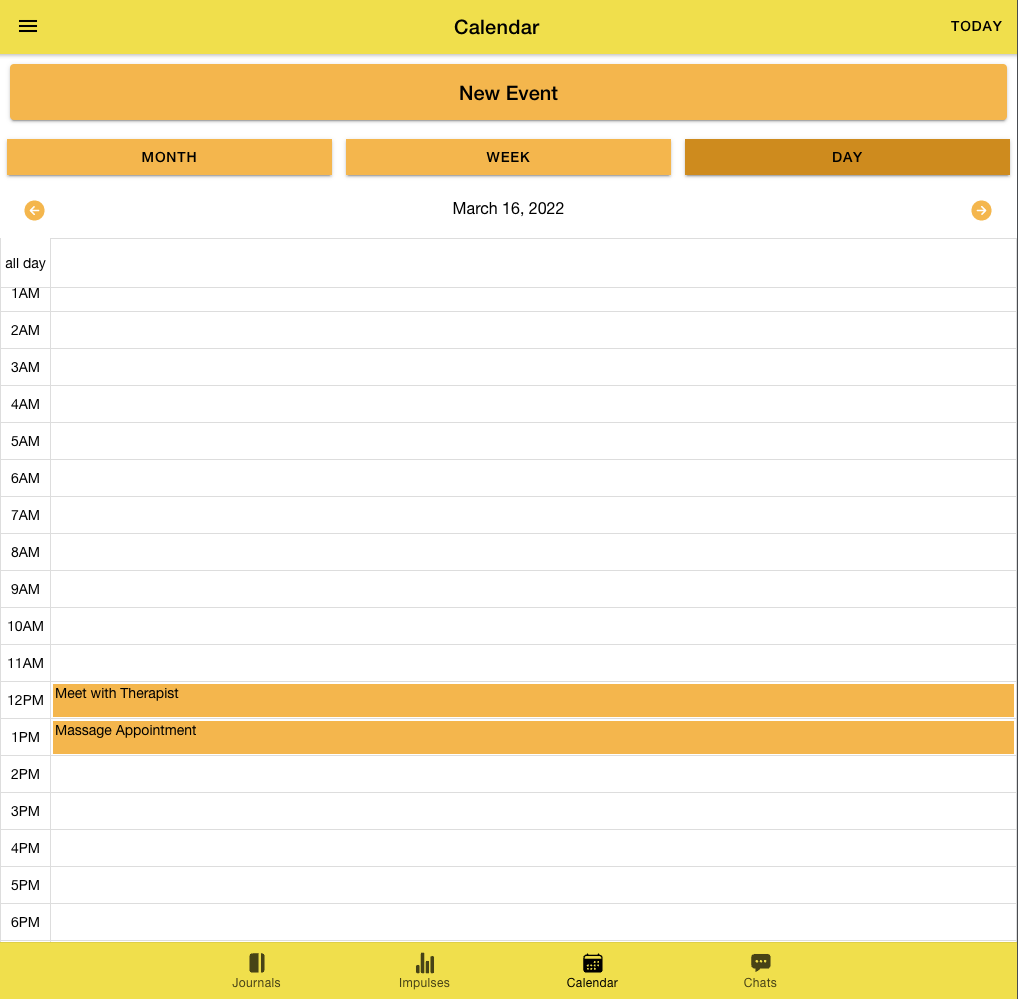 Calendar
TODAY
New Event
MONTH
WEEK
DAY
March 16, 2022
all day
1AM
2AM
3AM
4AM
5AM
6AM
7AM
8AM
9AM
10AM
11AM
12PM Meet with Therapist
1PM Massage Appointment
2PM
3PM
4PM
5PM
6PM
Journals
Impulses
Calendar
Chats